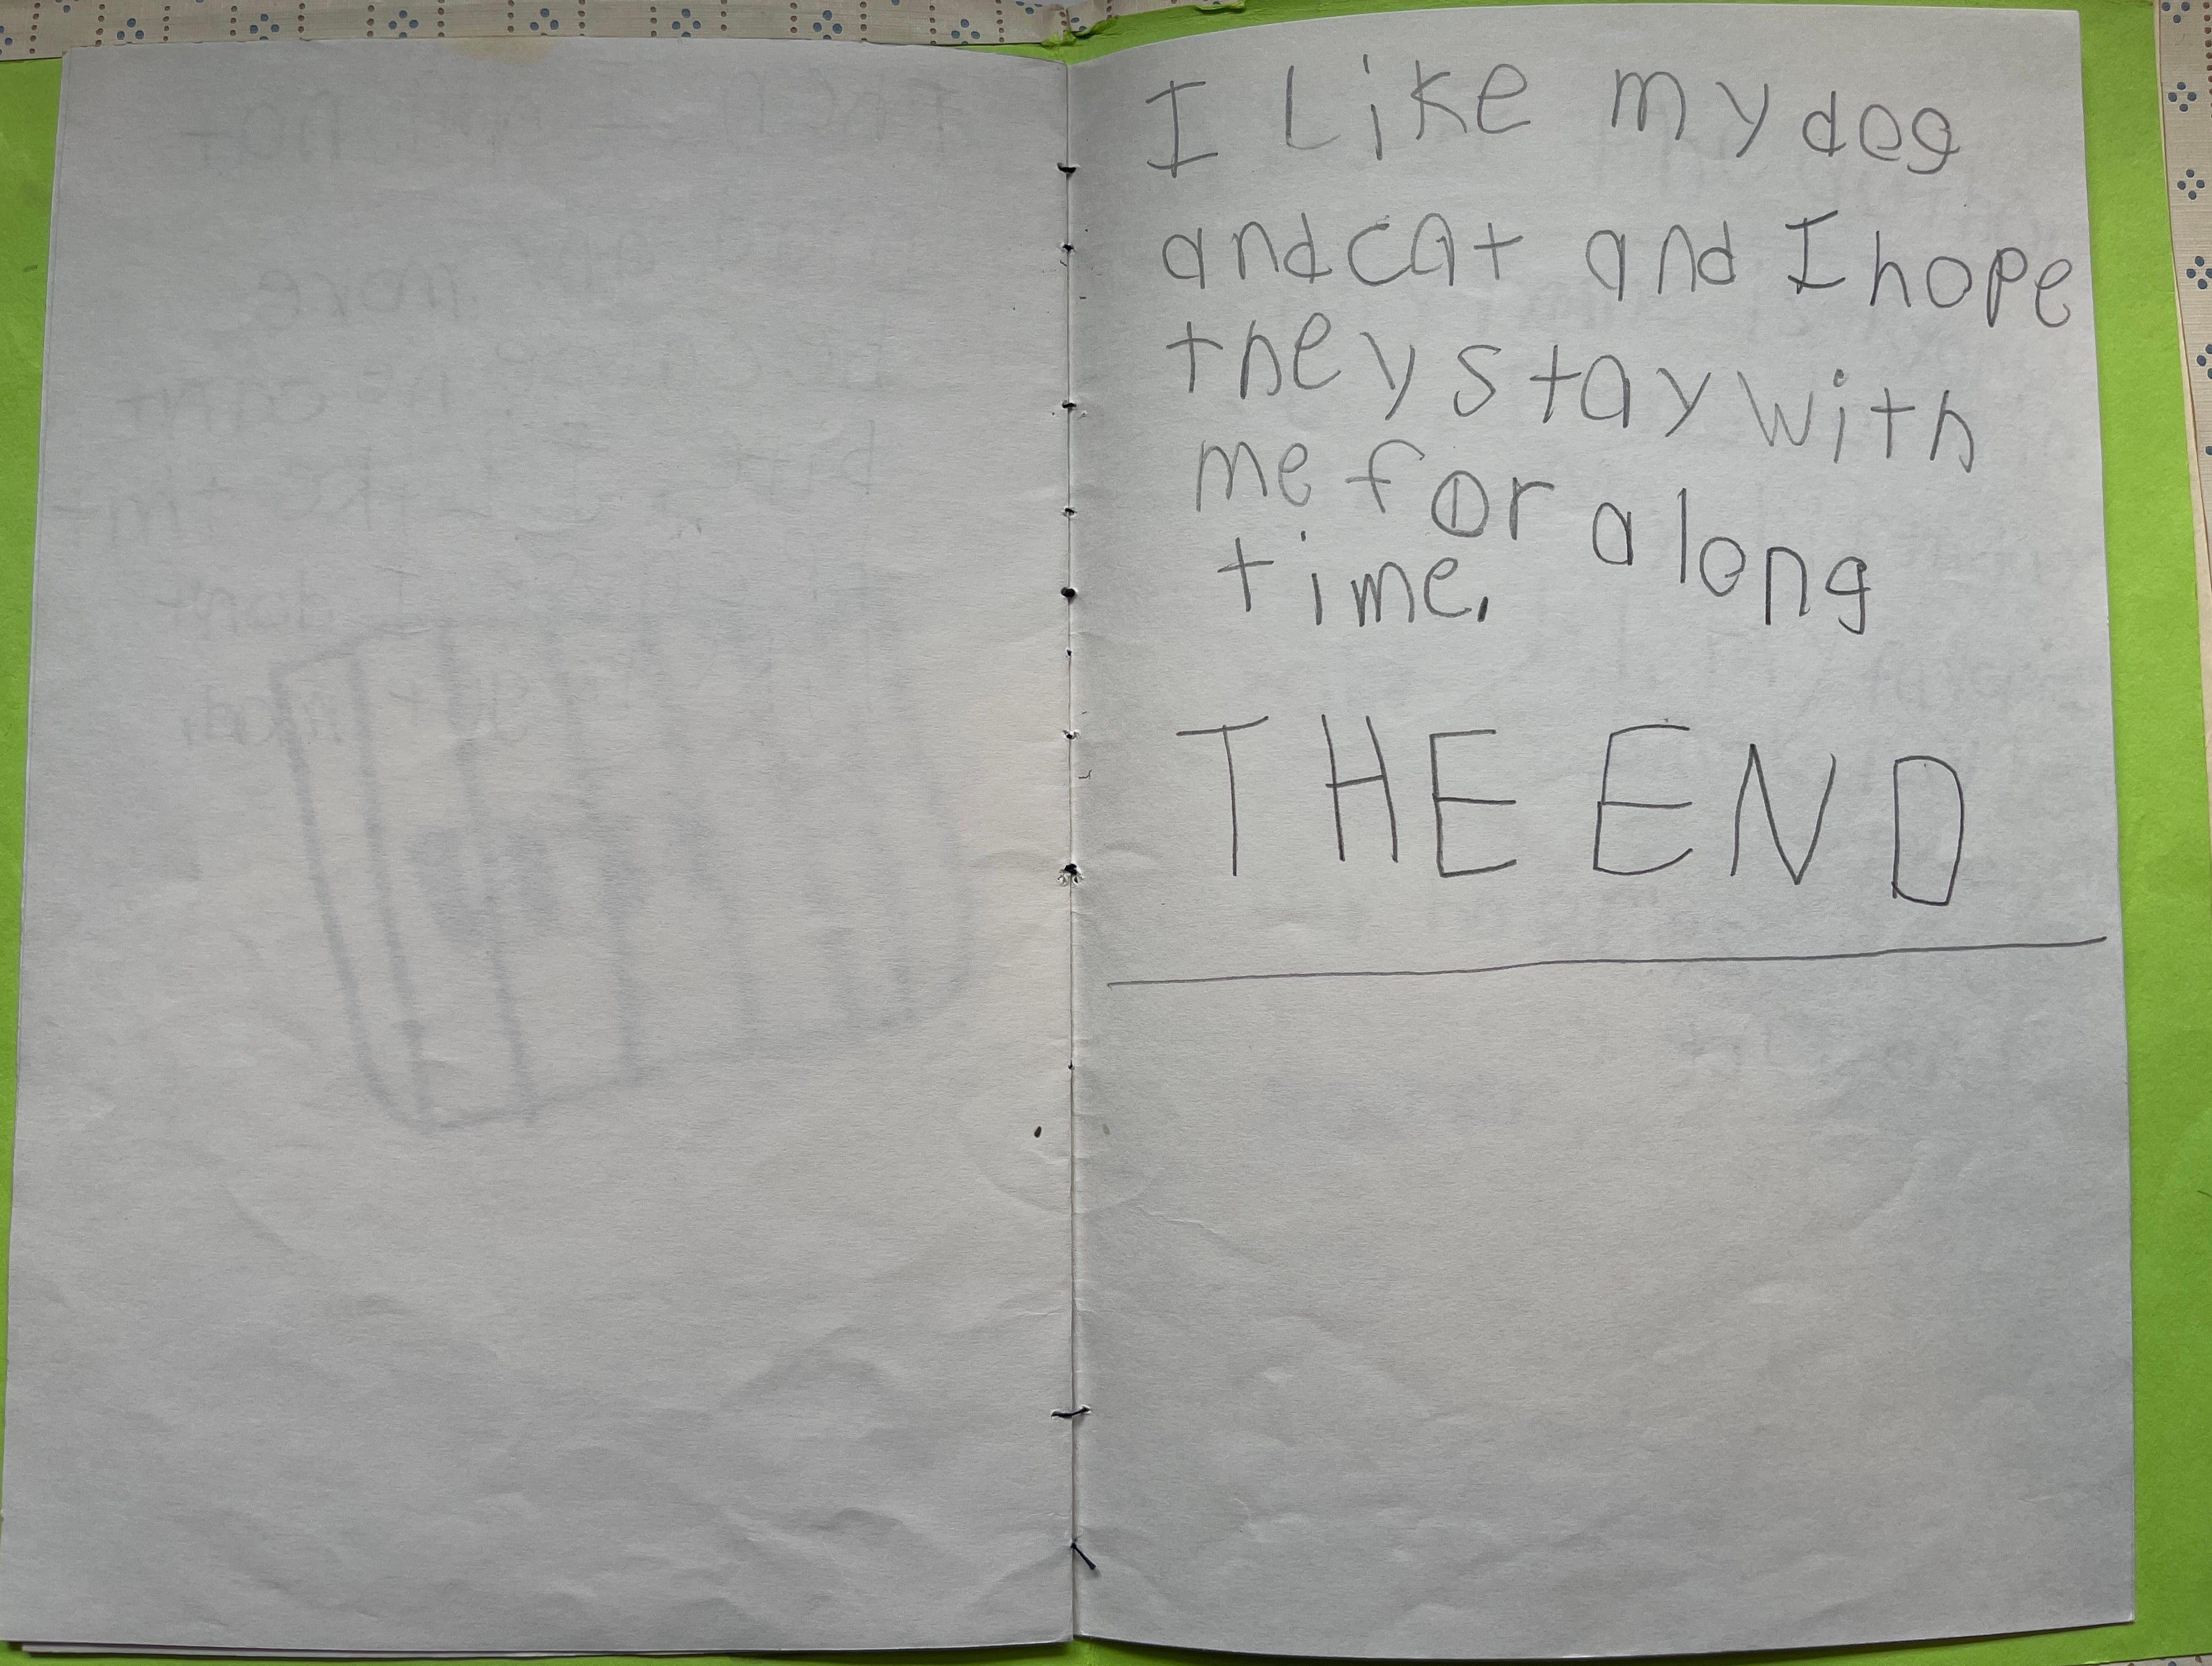 I Like my dog
and cat and I hope
they stay with
me for a long
time.
THE END